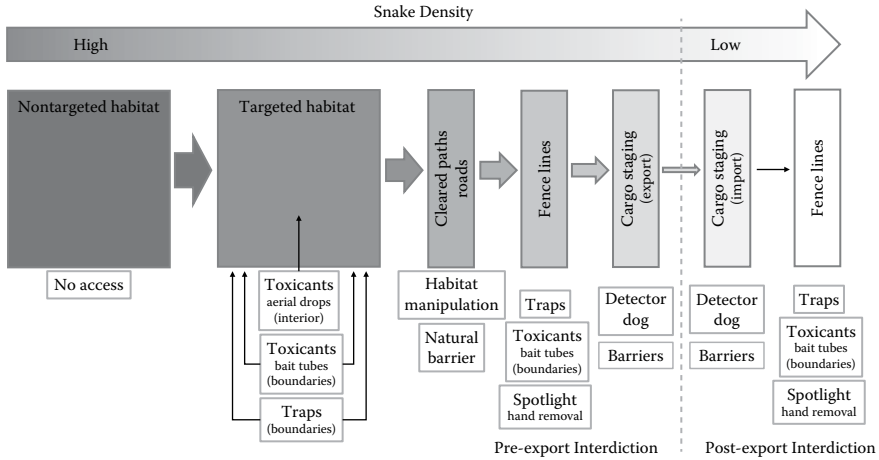 Snake Density
High
Low
Nontargeted habitat
Targeted habitat
Cleared paths
roads
Fence lines
Cargo staging
(export)
Cargo staging
(import)
Fence lines
No access
Toxicants
aerial drops
(interior)
Toxicants
bait tubes
(boundaries)
Traps
(boundaries)
Habitat
manipulation
Natural
barrier
Traps
Toxicants
bait tubes
(boundaries)
Spotlight
hand removal
Detector
dog
Barriers
Detector
dog
Barriers
Traps
Toxicants
bait tubes
(boundaries)
Spotlight
hand removal
Pre-export Interdiction
Post-export Interdiction